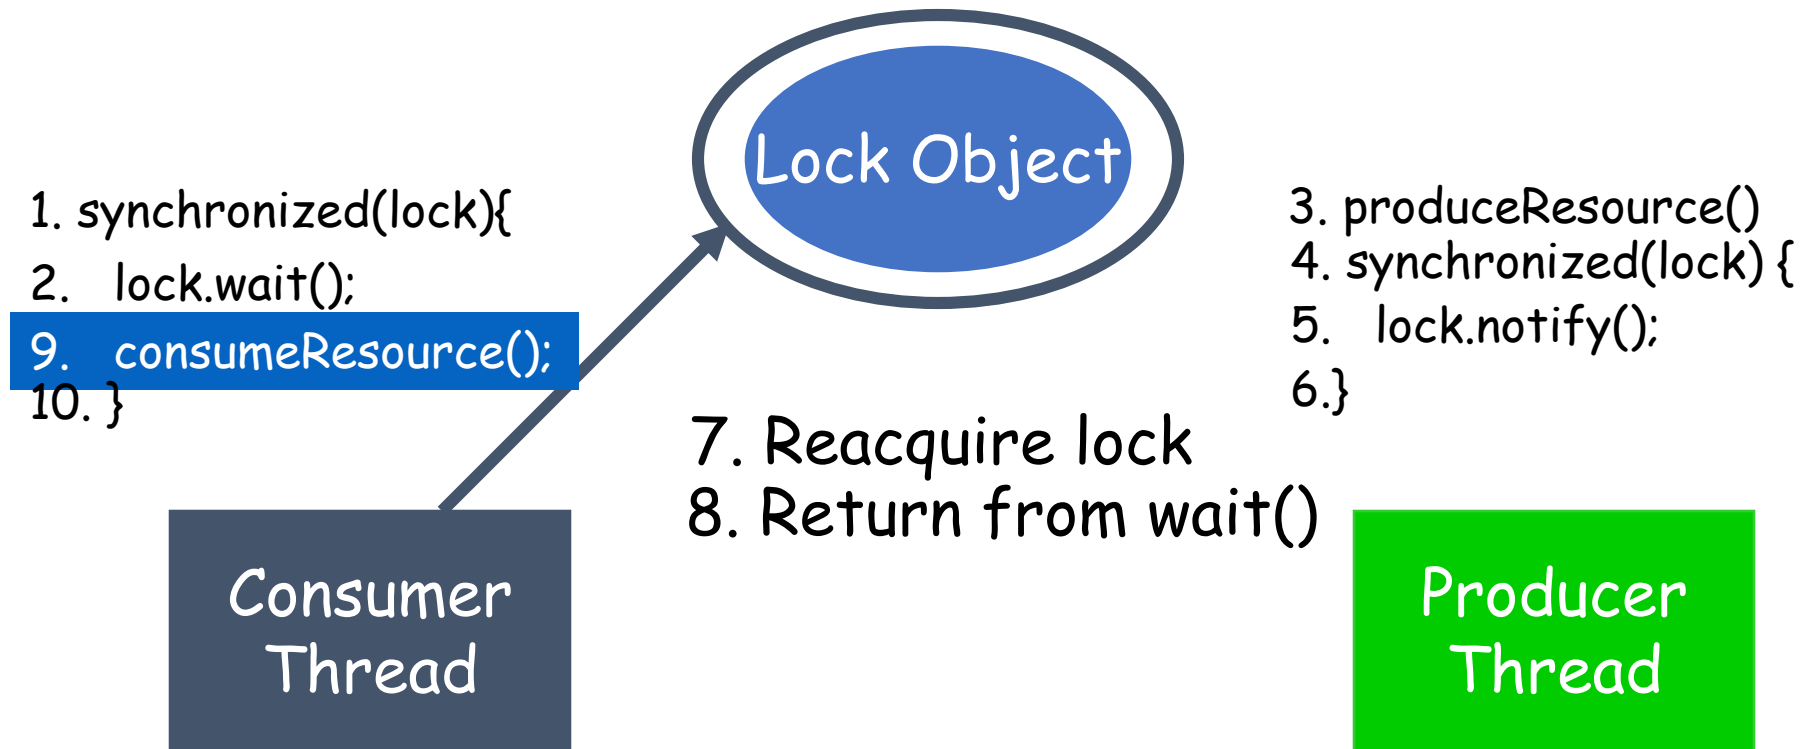 Lock Object
1. synchronized(lock){
2. lock.wait();
9. consumeResource();
10. }
3. produceResource()
4. synchronized(lock) {
5. lock.notify();
6.}
7. Reacquire lock
8. Return from wait()
Consumer
Thread
Producer
Thread